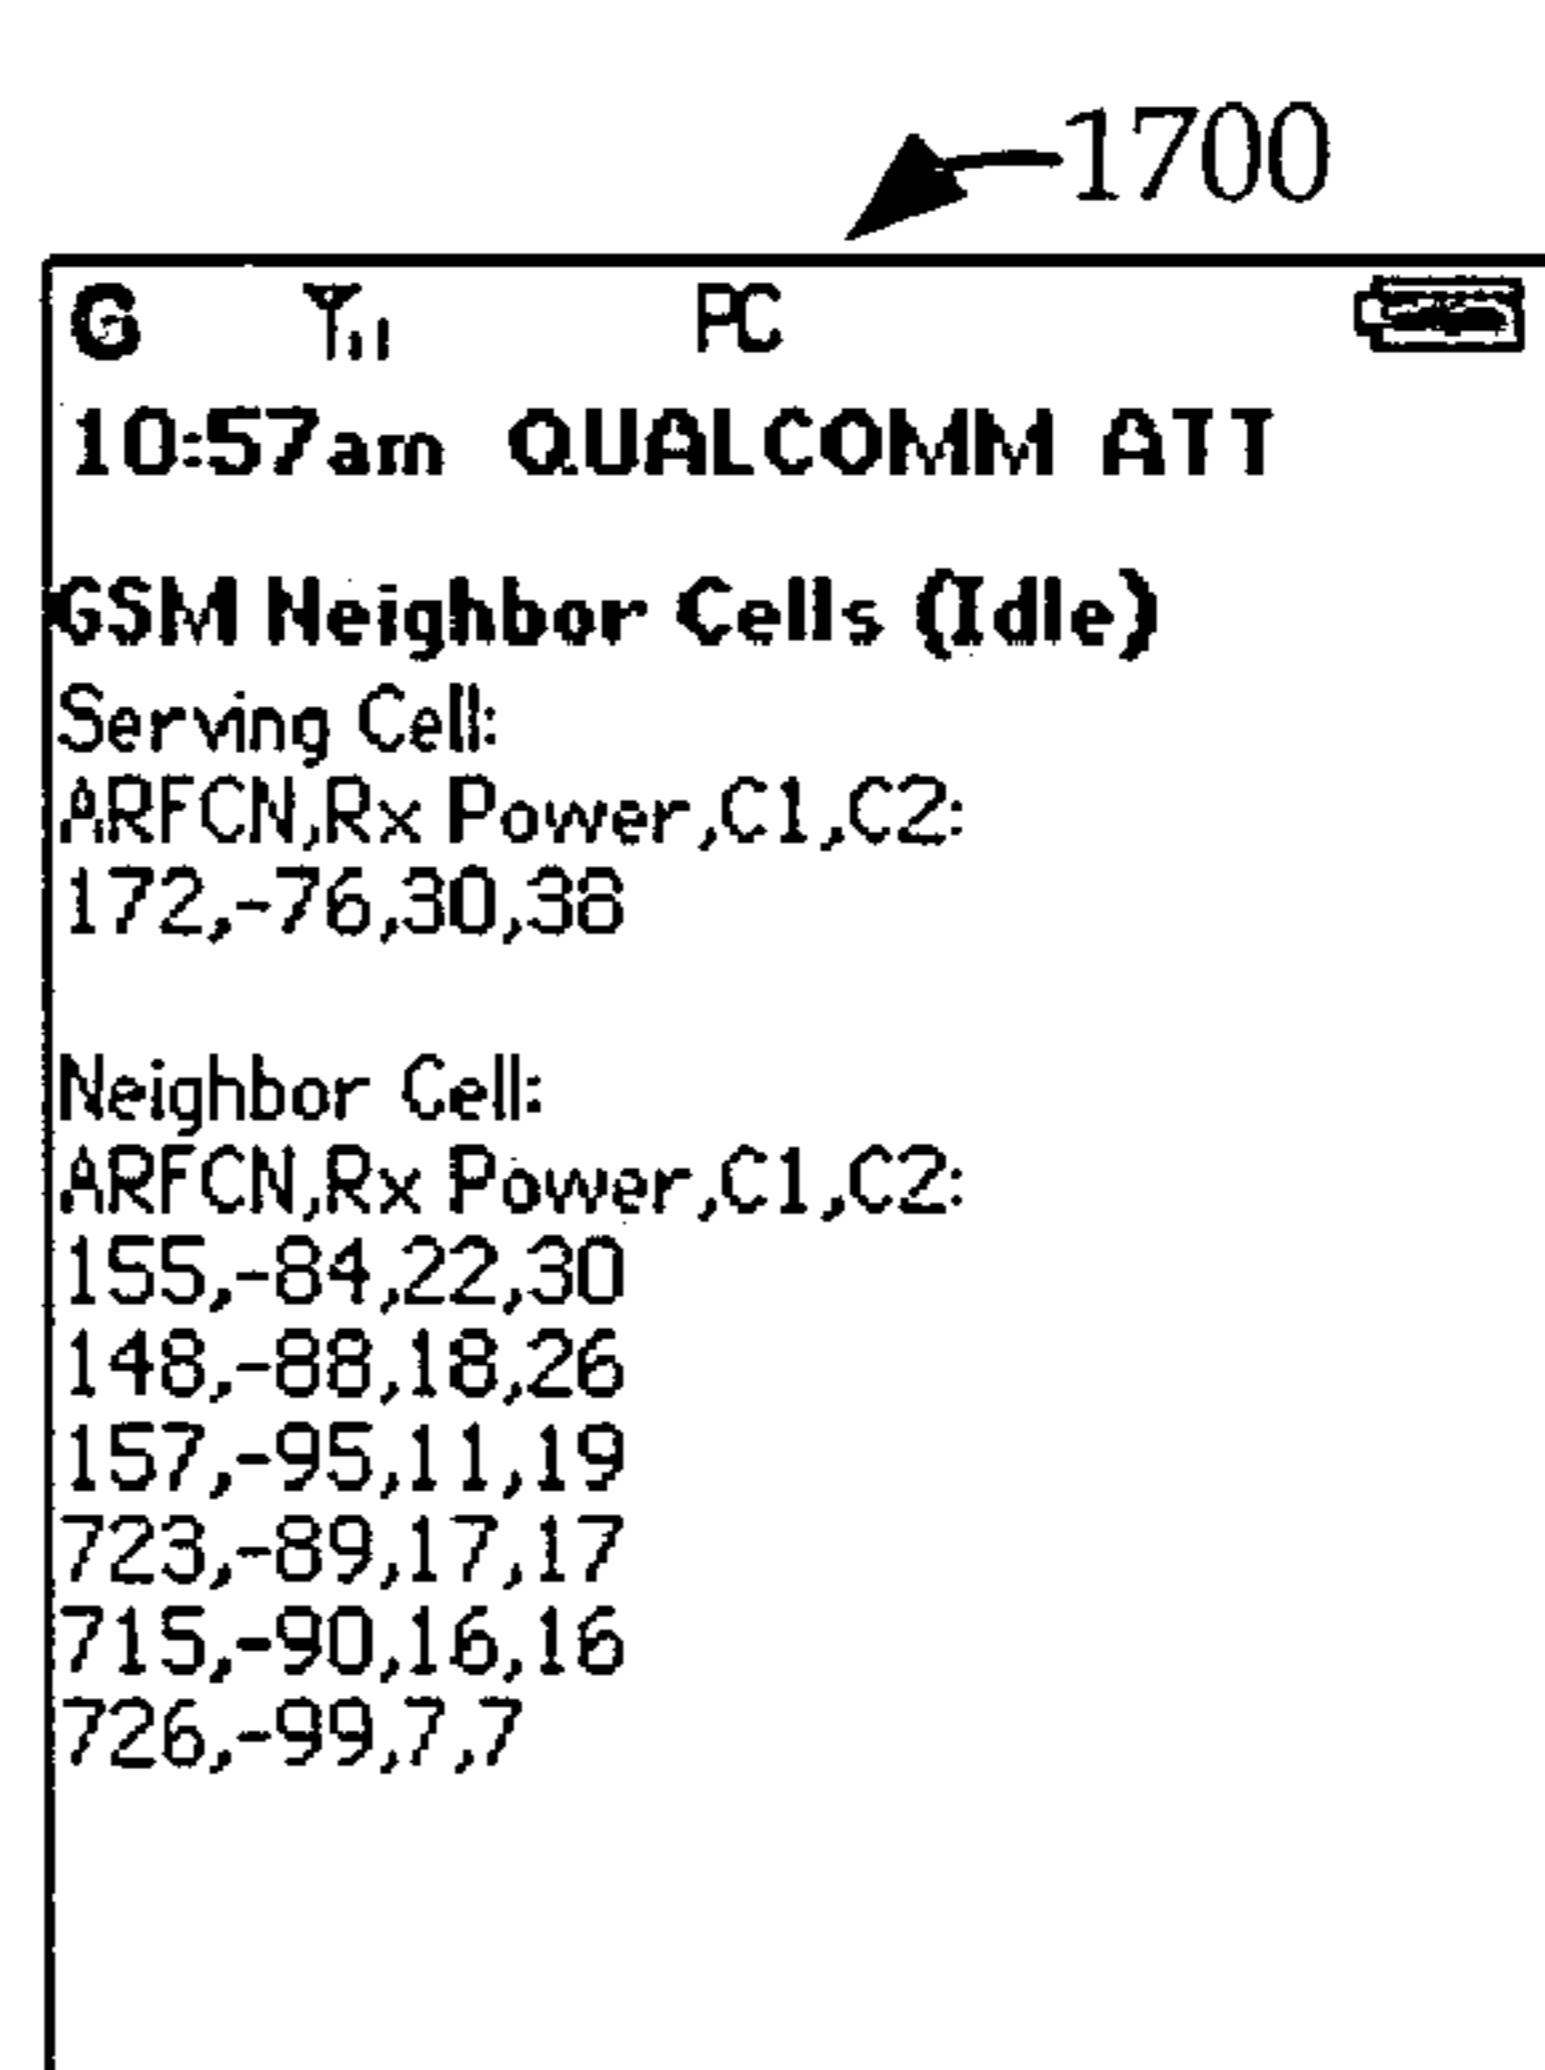 1700
G PC
10:57am QUALCOMM ATT
GSM Neighbor Cells (Idle)
Serving Cell:
ARFCN,Rx Power,C1,C2:
172,-76,30,38
Neighbor Cell:
ARFCN,Rx Power,C1,C2:
155,-84,22,30
148,-88,18,26
157,-95,11,19
723,-89,17,17
715,-90,16,16
726,-99,7,7